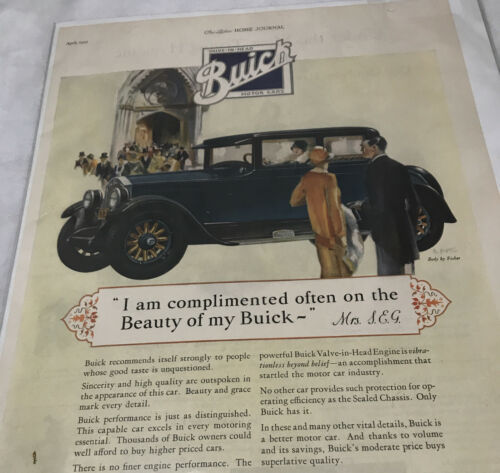 The Ladies' HOME JOURNAL
April 1927
VALVE-IN-HEAD
Buick
MOTOR CARS
Body by Fisher
"I am complimented often on the
Beauty of my Buick~" Mrs. S.E.G.
Buick recommends itself strongly to people
whose good taste is unquestioned.
Sincerity and high quality are outspoken in
the appearance of this car. Beauty and grace
mark every detail.
Buick performance is just as distinguished.
This capable car excels in every motoring
essential. Thousands of Buick owners could
well afford to buy higher priced cars.
There is no finer engine performance. The
powerful Buick Valve-in-Head Engine is vibra-
tionless beyond belief—an accomplishment that
startled the motor car industry.
No other car provides such protection for op-
erating efficiency as the Sealed Chassis. Only
Buick has it.
In these and many other vital details, Buick is
a better motor car. And thanks to volume
and its savings, Buick's moderate price buys
superlative quality.